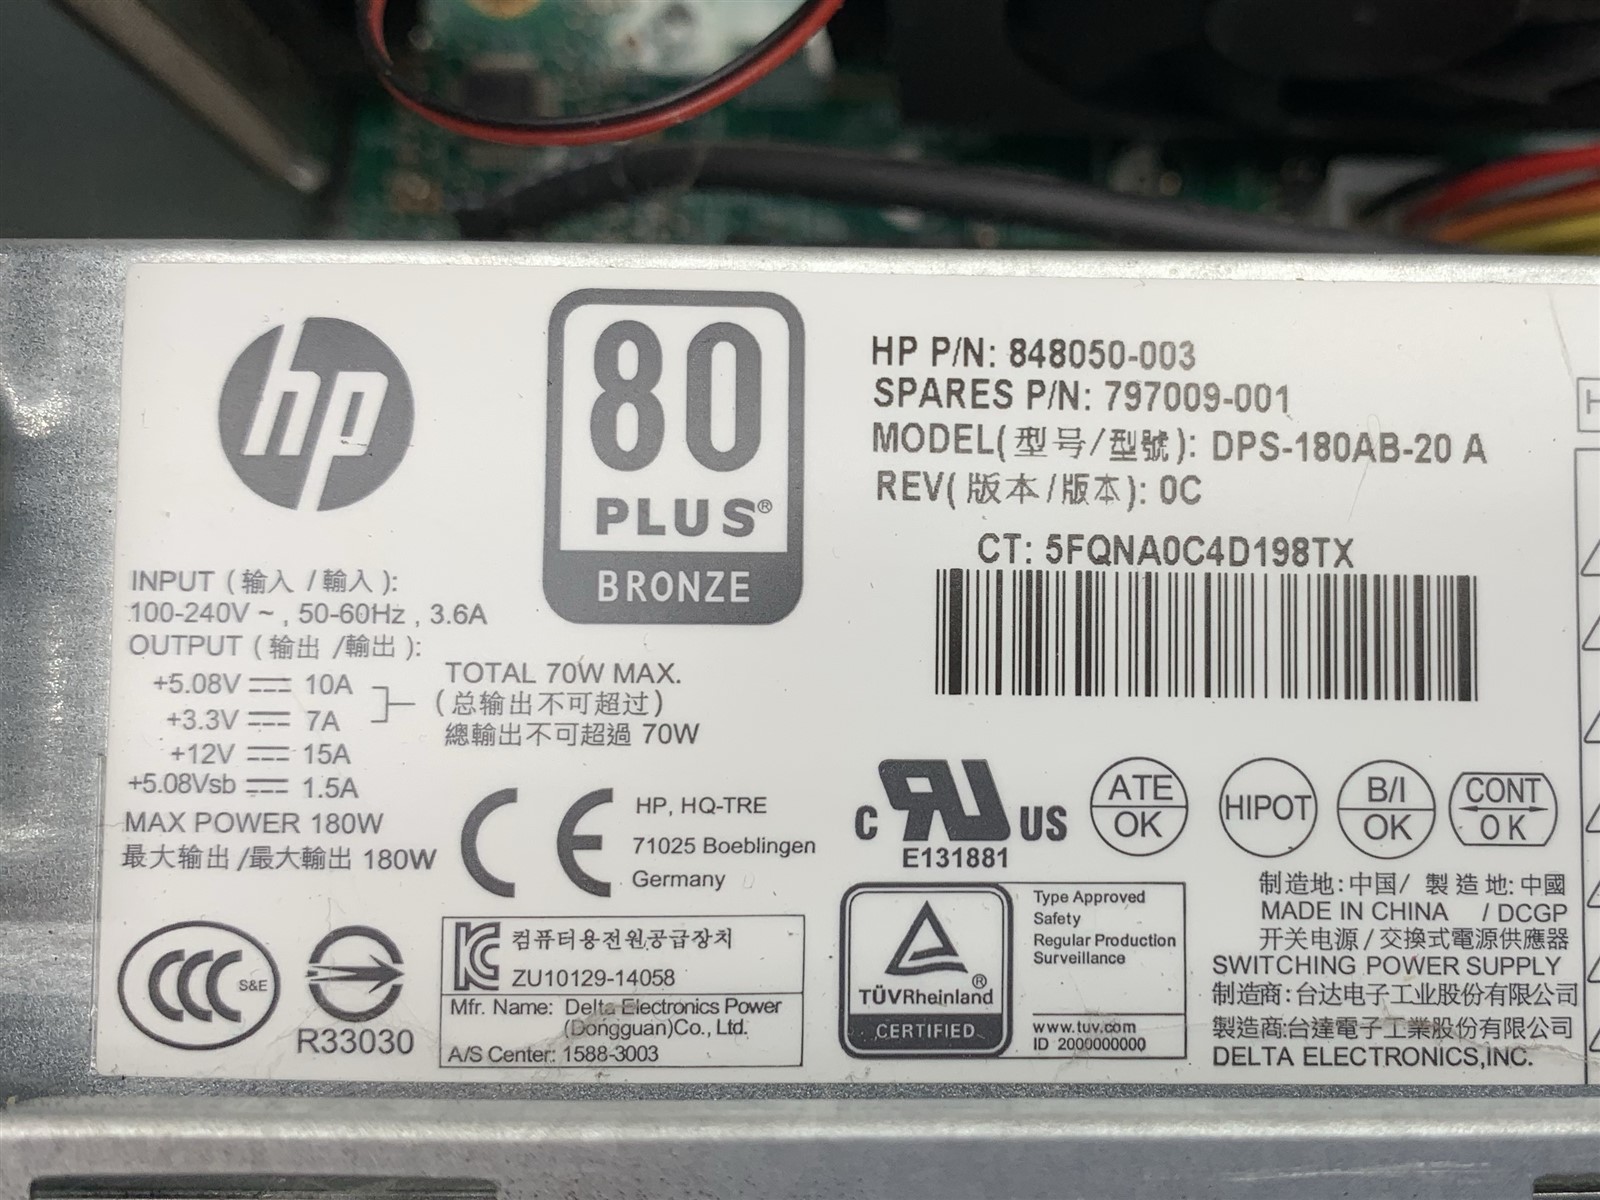 hp
80
PLUS®
BRONZE
HP P/N: 848050-003
SPARES P/N: 797009-001
MODEL(型号/型號): DPS-180AB-20 A
REV(版本/版本): 0C
CT: 5FQNA0C4D198TX
INPUT (输入 /輸入):
100-240V ~ , 50-60Hz , 3.6A
OUTPUT (输出 /輸出):
+5.08V ⎓ 10A
+3.3V ⎓ 7A
+12V ⎓ 15A
+5.08Vsb ⎓ 1.5A
TOTAL 70W MAX.
(总输出不可超过)
總輸出不可超過 70W
MAX POWER 180W
最大输出/最大輸出 180W
CE
HP, HQ-TRE
71025 Boeblingen
Germany
C RU US
E131881
ATE
OK
HIPOT
B/I
OK
CONT
OK
CCC S&E
R33030
KC
컴퓨터용전원공급장치
ZU10129-14058
Mfr. Name: Delta Electronics Power
(Dongguan)Co., Ltd.
A/S Center: 1588-3003
®
TÜVRheinland
CERTIFIED
Type Approved
Safety
Regular Production
Surveillance
www.tuv.com
ID 2000000000
制造地:中国/ 製造地:中國
MADE IN CHINA / DCGP
开关电源/交換式電源供應器
SWITCHING POWER SUPPLY
制造商:台达电子工业股份有限公司
製造商:台達電子工業股份有限公司
DELTA ELECTRONICS,INC.